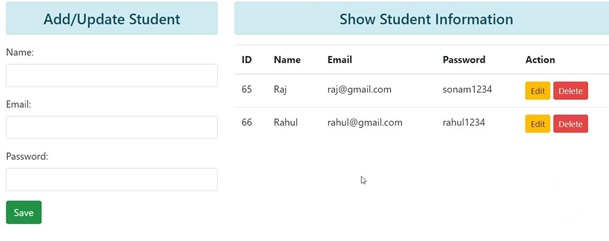 Add/Update Student
Name:
Email:
Password:
Save
Show Student Information
ID Name Email Password Action
65 Raj raj@gmail.com sonam1234 Edit Delete
66 Rahul rahul@gmail.com rahul1234 Edit Delete